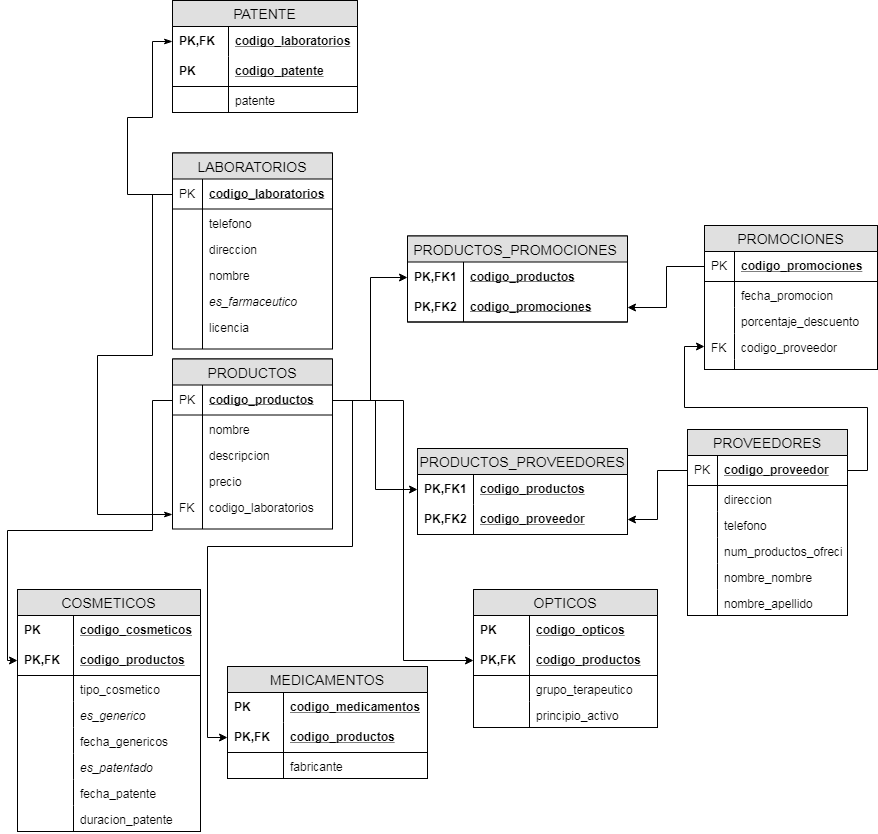 PATENTE
PK,FK codigo_laboratorios
PK codigo_patente
patente
LABORATORIOS
PK codigo_laboratorios
telefono
direccion
nombre
es_farmaceutico
licencia
PRODUCTOS
PK codigo_productos
nombre
descripcion
precio
FK codigo_laboratorios
PRODUCTOS_PROMOCIONES
PK,FK1 codigo_productos
PK,FK2 codigo_promociones
PROMOCIONES
PK codigo_promociones
fecha_promocion
porcentaje_descuento
FK codigo_proveedor
PRODUCTOS_PROVEEDORES
PK,FK1 codigo_productos
PK,FK2 codigo_proveedor
PROVEEDORES
PK codigo_proveedor
direccion
telefono
num_productos_ofreci
nombre_nombre
nombre_apellido
COSMETICOS
PK codigo_cosmeticos
PK,FK codigo_productos
tipo_cosmetico
es_generico
fecha_genericos
es_patentado
fecha_patente
duracion_patente
MEDICAMENTOS
PK codigo_medicamentos
PK,FK codigo_productos
fabricante
OPTICOS
PK codigo_opticos
PK,FK codigo_productos
grupo_terapeutico
principio_activo